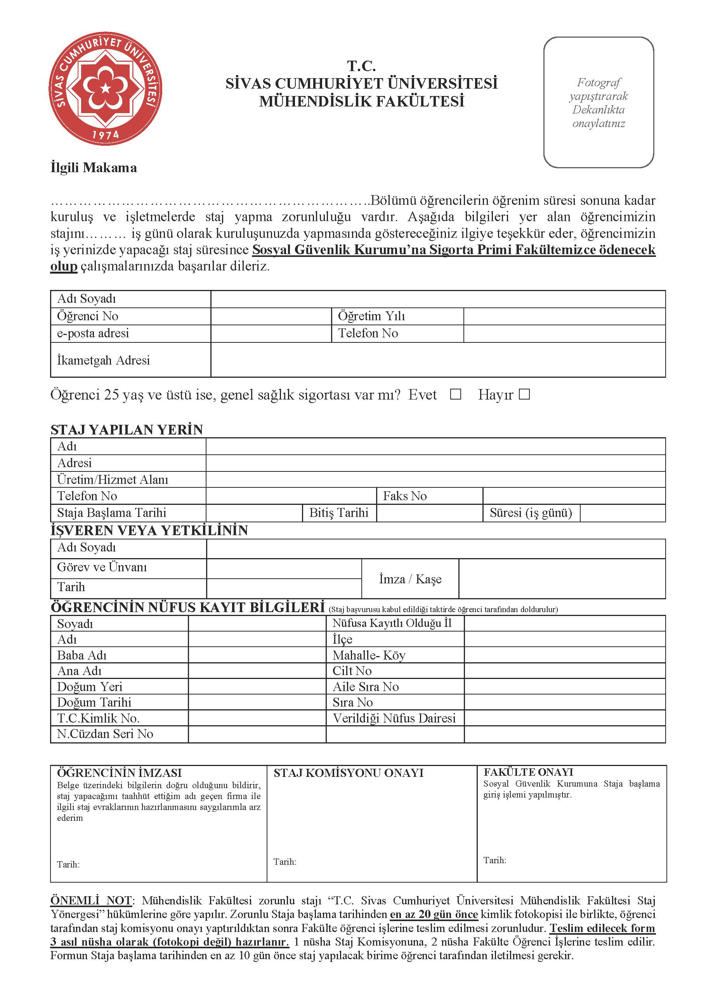 SİVAS CUMHURİYET ÜNİVERSİTESİ
1974
T.C.
SİVAS CUMHURİYET ÜNİVERSİTESİ
MÜHENDİSLİK FAKÜLTESİ
Fotograf
yapıştırarak
Dekanlıkta
onaylatınız
İlgili Makama
…………………………………………………………..Bölümü öğrencilerin öğrenim süresi sonuna kadar
kuruluş ve işletmelerde staj yapma zorunluluğu vardır. Aşağıda bilgileri yer alan öğrencimizin
stajını……… iş günü olarak kuruluşunuzda yapmasında göstereceğiniz ilgiye teşekkür eder, öğrencimizin
iş yerinizde yapacağı staj süresince Sosyal Güvenlik Kurumu’na Sigorta Primi Fakültemizce ödenecek
olup çalışmalarınızda başarılar dileriz.
Adı Soyadı
Öğrenci No Öğretim Yılı
e-posta adresi Telefon No
İkametgah Adresi
Öğrenci 25 yaş ve üstü ise, genel sağlık sigortası var mı? Evet ☐ Hayır ☐
STAJ YAPILAN YERİN
Adı
Adresi
Üretim/Hizmet Alanı
Telefon No Faks No
Staja Başlama Tarihi Bitiş Tarihi Süresi (iş günü)
İŞVEREN VEYA YETKİLİNİN
Adı Soyadı
Görev ve Ünvanı
İmza / Kaşe
Tarih
ÖĞRENCİNİN NÜFUS KAYIT BİLGİLERİ (Staj başvurusu kabul edildiği taktirde öğrenci tarafından doldurulur)
Soyadı Nüfusa Kayıtlı Olduğu İl
Adı İlçe
Baba Adı Mahalle- Köy
Ana Adı Cilt No
Doğum Yeri Aile Sıra No
Doğum Tarihi Sıra No
T.C.Kimlik No. Verildiği Nüfus Dairesi
N.Cüzdan Seri No
ÖĞRENCİNİN İMZASI
Belge üzerindeki bilgilerin doğru olduğunu bildirir,
staj yapacağımı taahhüt ettiğim adı geçen firma ile
ilgili staj evraklarının hazırlanmasını saygılarımla arz
ederim
Tarih:
STAJ KOMİSYONU ONAYI
Tarih:
FAKÜLTE ONAYI
Sosyal Güvenlik Kurumuna Staja başlama
giriş işlemi yapılmıştır.
Tarih:
ÖNEMLİ NOT: Mühendislik Fakültesi zorunlu stajı “T.C. Sivas Cumhuriyet Üniversitesi Mühendislik Fakültesi Staj
Yönergesi” hükümlerine göre yapılır. Zorunlu Staja başlama tarihinden en az 20 gün önce kimlik fotokopisi ile birlikte, öğrenci
tarafından staj komisyonu onayı yaptırıldıktan sonra Fakülte öğrenci işlerine teslim edilmesi zorunludur. Teslim edilecek form
3 asıl nüsha olarak (fotokopi değil) hazırlanır. 1 nüsha Staj Komisyonuna, 2 nüsha Fakülte Öğrenci İşlerine teslim edilir.
Formun Staja başlama tarihinden en az 10 gün önce staj yapılacak birime öğrenci tarafından iletilmesi gerekir.